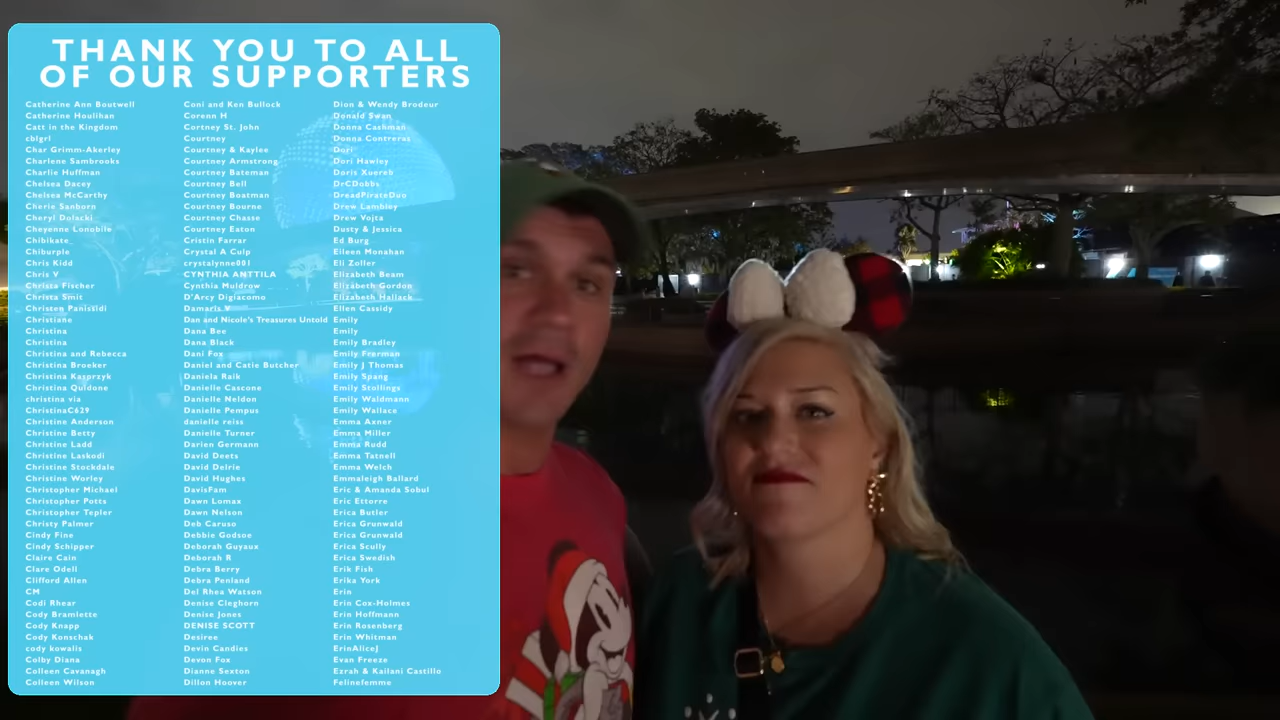 THANK YOU TO ALL
OF OUR SUPPORTERS
Catherine Ann Boutwell
Catherine Houlihan
Catt in the Kingdom
cblgrl
Char Grimm-Akerley
Charlene Sambrooks
Charlie Huffman
Chelsea Dacey
Chelsea McCarthy
Cherie Sanborn
Cheryl Dolacki
Cheyenne Lonobile
Chibikate_
Chiburple
Chris Kidd
Chris V
Christa Fischer
Christa Smit
Christen Panissidi
Christiane
Christina
Christina
Christina and Rebecca
Christina Broeker
Christina Kasprzyk
Christina Quidone
christina via
ChristinaC629
Christine Anderson
Christine Betty
Christine Ladd
Christine Laskodi
Christine Stockdale
Christine Worley
Christopher Michael
Christopher Potts
Christopher Tepler
Christy Palmer
Cindy Fine
Cindy Schipper
Claire Cain
Clare Odell
Clifford Allen
CM
Codi Rhear
Cody Bramlette
Cody Knapp
Cody Konschak
cody kowalis
Colby Diana
Colleen Cavanagh
Colleen Wilson
Coni and Ken Bullock
Corenn H
Cortney St. John
Courtney
Courtney & Kaylee
Courtney Armstrong
Courtney Bateman
Courtney Bell
Courtney Boatman
Courtney Bourne
Courtney Chasse
Courtney Eaton
Cristin Farrar
Crystal A Culp
crystalynne001
CYNTHIA ANTTILA
Cynthia Muldrow
D'Arcy Digiacomo
Damaris V
Dan and Nicole's Treasures Untold
Dana Bee
Dana Black
Dani Fox
Daniel and Catie Butcher
Daniela Raik
Danielle Cascone
Danielle Neldon
Danielle Pempus
danielle reiss
Danielle Turner
Darien Germann
David Deets
David Delrie
David Hughes
DavisFam
Dawn Lomax
Dawn Nelson
Deb Caruso
Debbie Godsoe
Deborah Guyaux
Deborah R
Debra Berry
Debra Penland
Del Rhea Watson
Denise Cleghorn
Denise Jones
DENISE SCOTT
Desiree
Devin Candies
Devon Fox
Dianne Sexton
Dillon Hoover
Dion & Wendy Brodeur
Donald Swan
Donna Cashman
Donna Contreras
Dori
Dori Hawley
Doris Xuereb
DrCDobbs
DreadPirateDuo
Drew Lambley
Drew Vojta
Dusty & Jessica
Ed Burg
Eileen Monahan
Eli Zoller
Elizabeth Beam
Elizabeth Gordon
Elizabeth Hallack
Ellen Cassidy
Emily
Emily
Emily Bradley
Emily Frerman
Emily J Thomas
Emily Spang
Emily Stollings
Emily Waldmann
Emily Wallace
Emma Axner
Emma Miller
Emma Rudd
Emma Tatnell
Emma Welch
Emmaleigh Ballard
Eric & Amanda Sobul
Eric Ettorre
Erica Butler
Erica Grunwald
Erica Grunwald
Erica Scully
Erica Swedish
Erik Fish
Erika York
Erin
Erin Cox-Holmes
Erin Hoffmann
Erin Rosenberg
Erin Whitman
ErinAliceJ
Evan Freeze
Ezrah & Kailani Castillo
Felinefemme